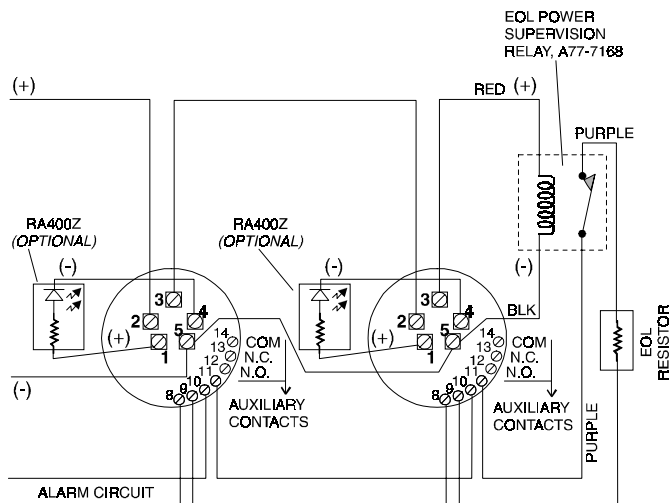 EOL POWER
SUPERVISION
RELAY, A77-7168
(+)
RED (+)
PURPLE
RA400Z
(OPTIONAL)
RA400Z
(OPTIONAL)
(-)
(-)
(-)
BLK
3
2
4
(+)
1
5
3
2
4
(+)
1
5
14
13
12
11
10
9
8
14
13
12
11
10
9
8
COM
N.C.
N.O.
COM
N.C.
N.O.
(-)
AUXILIARY
CONTACTS
AUXILIARY
CONTACTS
EOL
RESISTOR
PURPLE
ALARM CIRCUIT